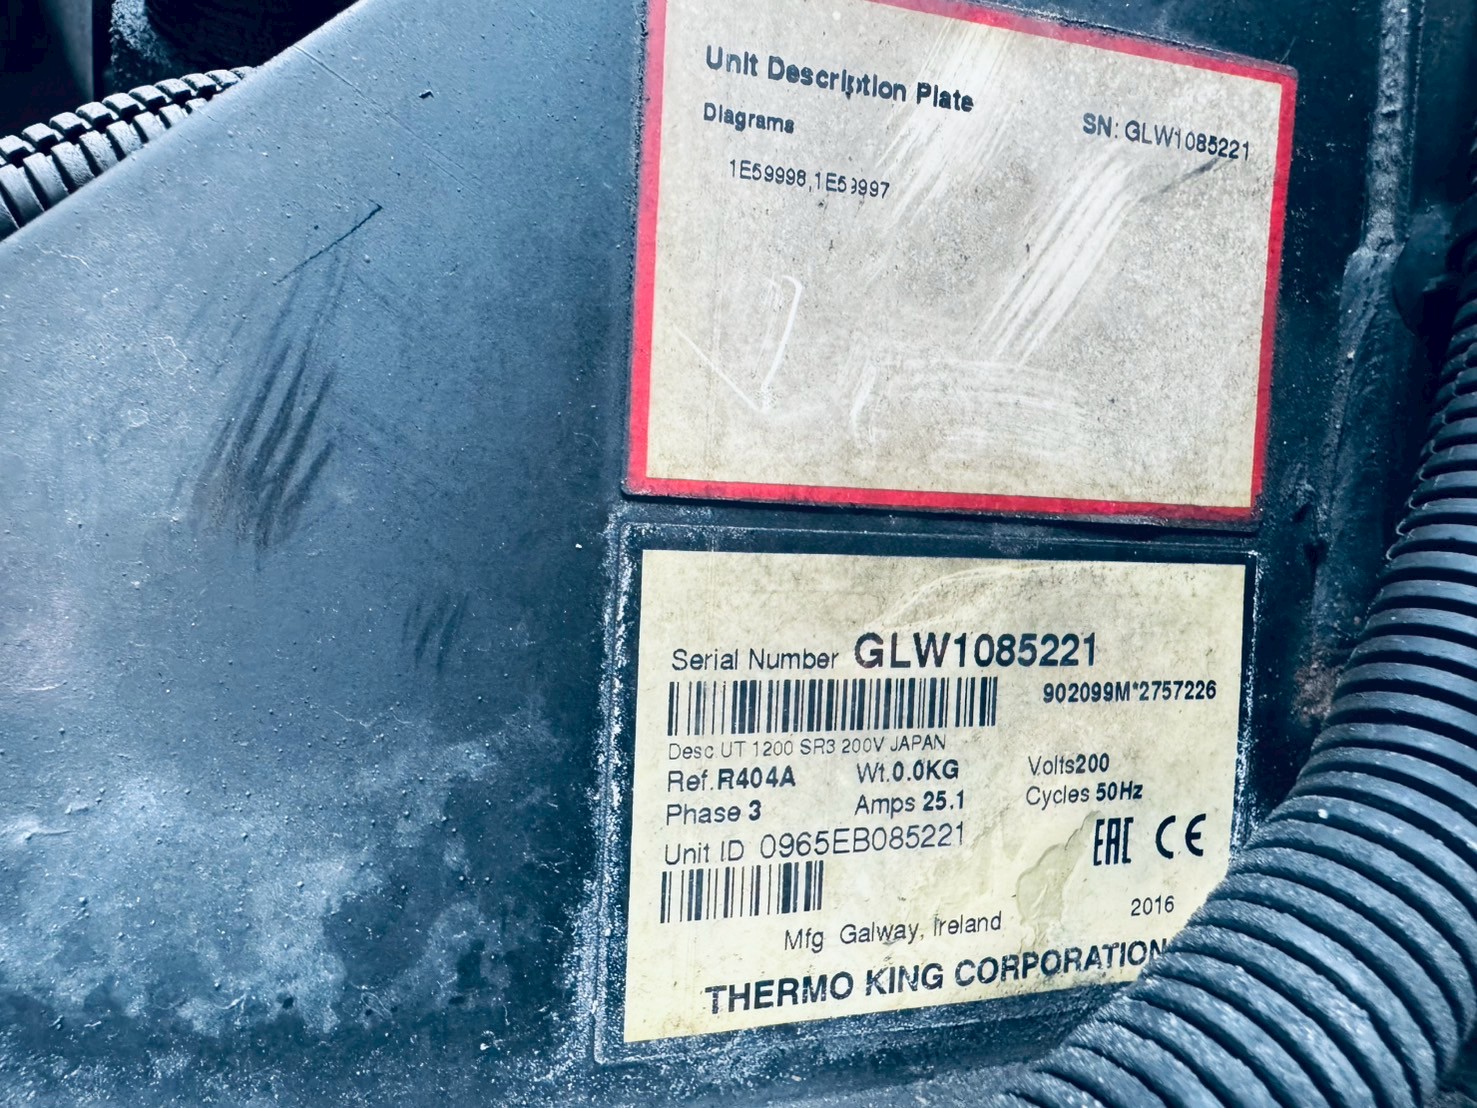 Unit Description Plate
Diagrams
SN: GLW1085221
1E59998,1E59997
Serial Number GLW1085221
902099M*2757226
Desc UT 1200 SR3 200V JAPAN
Ref.R404A Wt.0.0KG Volts200
Phase 3 Amps 25.1 Cycles 50Hz
Unit ID 0965EB085221
EAC CE
2016
Mfg Galway, Ireland
THERMO KING CORPORATION